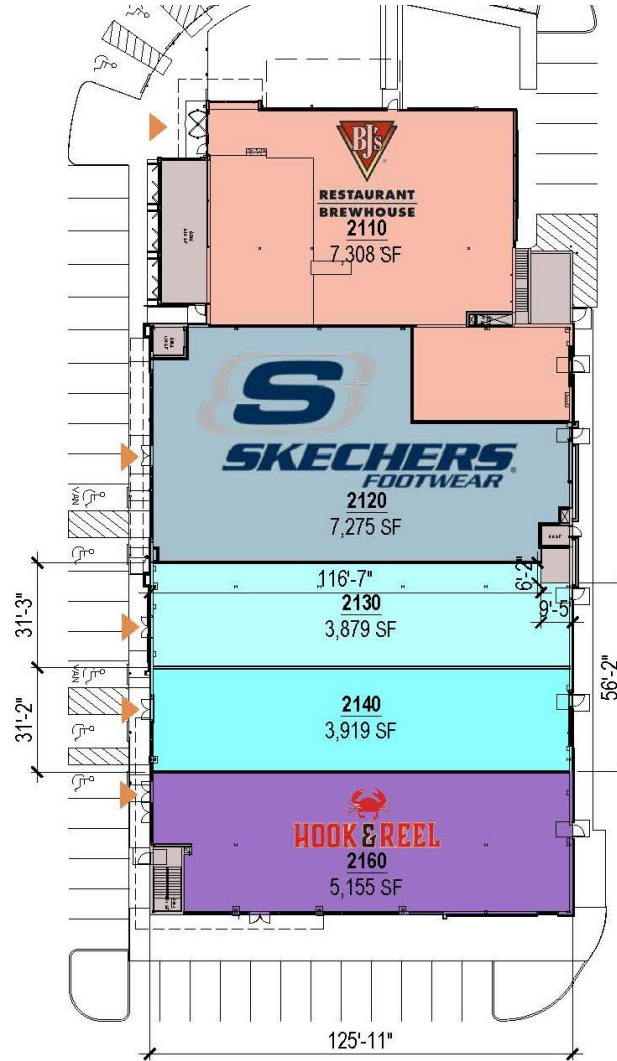 BJ's
RESTAURANT
BREWHOUSE
2110
7,308 SF
S
SKECHERS
FOOTWEAR
2120
7,275 SF
VAN
116'-7"
6'-2"
9'-5"
31'-3"
2130
3,879 SF
56'-2"
VAN
31'-2"
2140
3,919 SF
HOOK & REEL
2160
5,155 SF
125'-11"